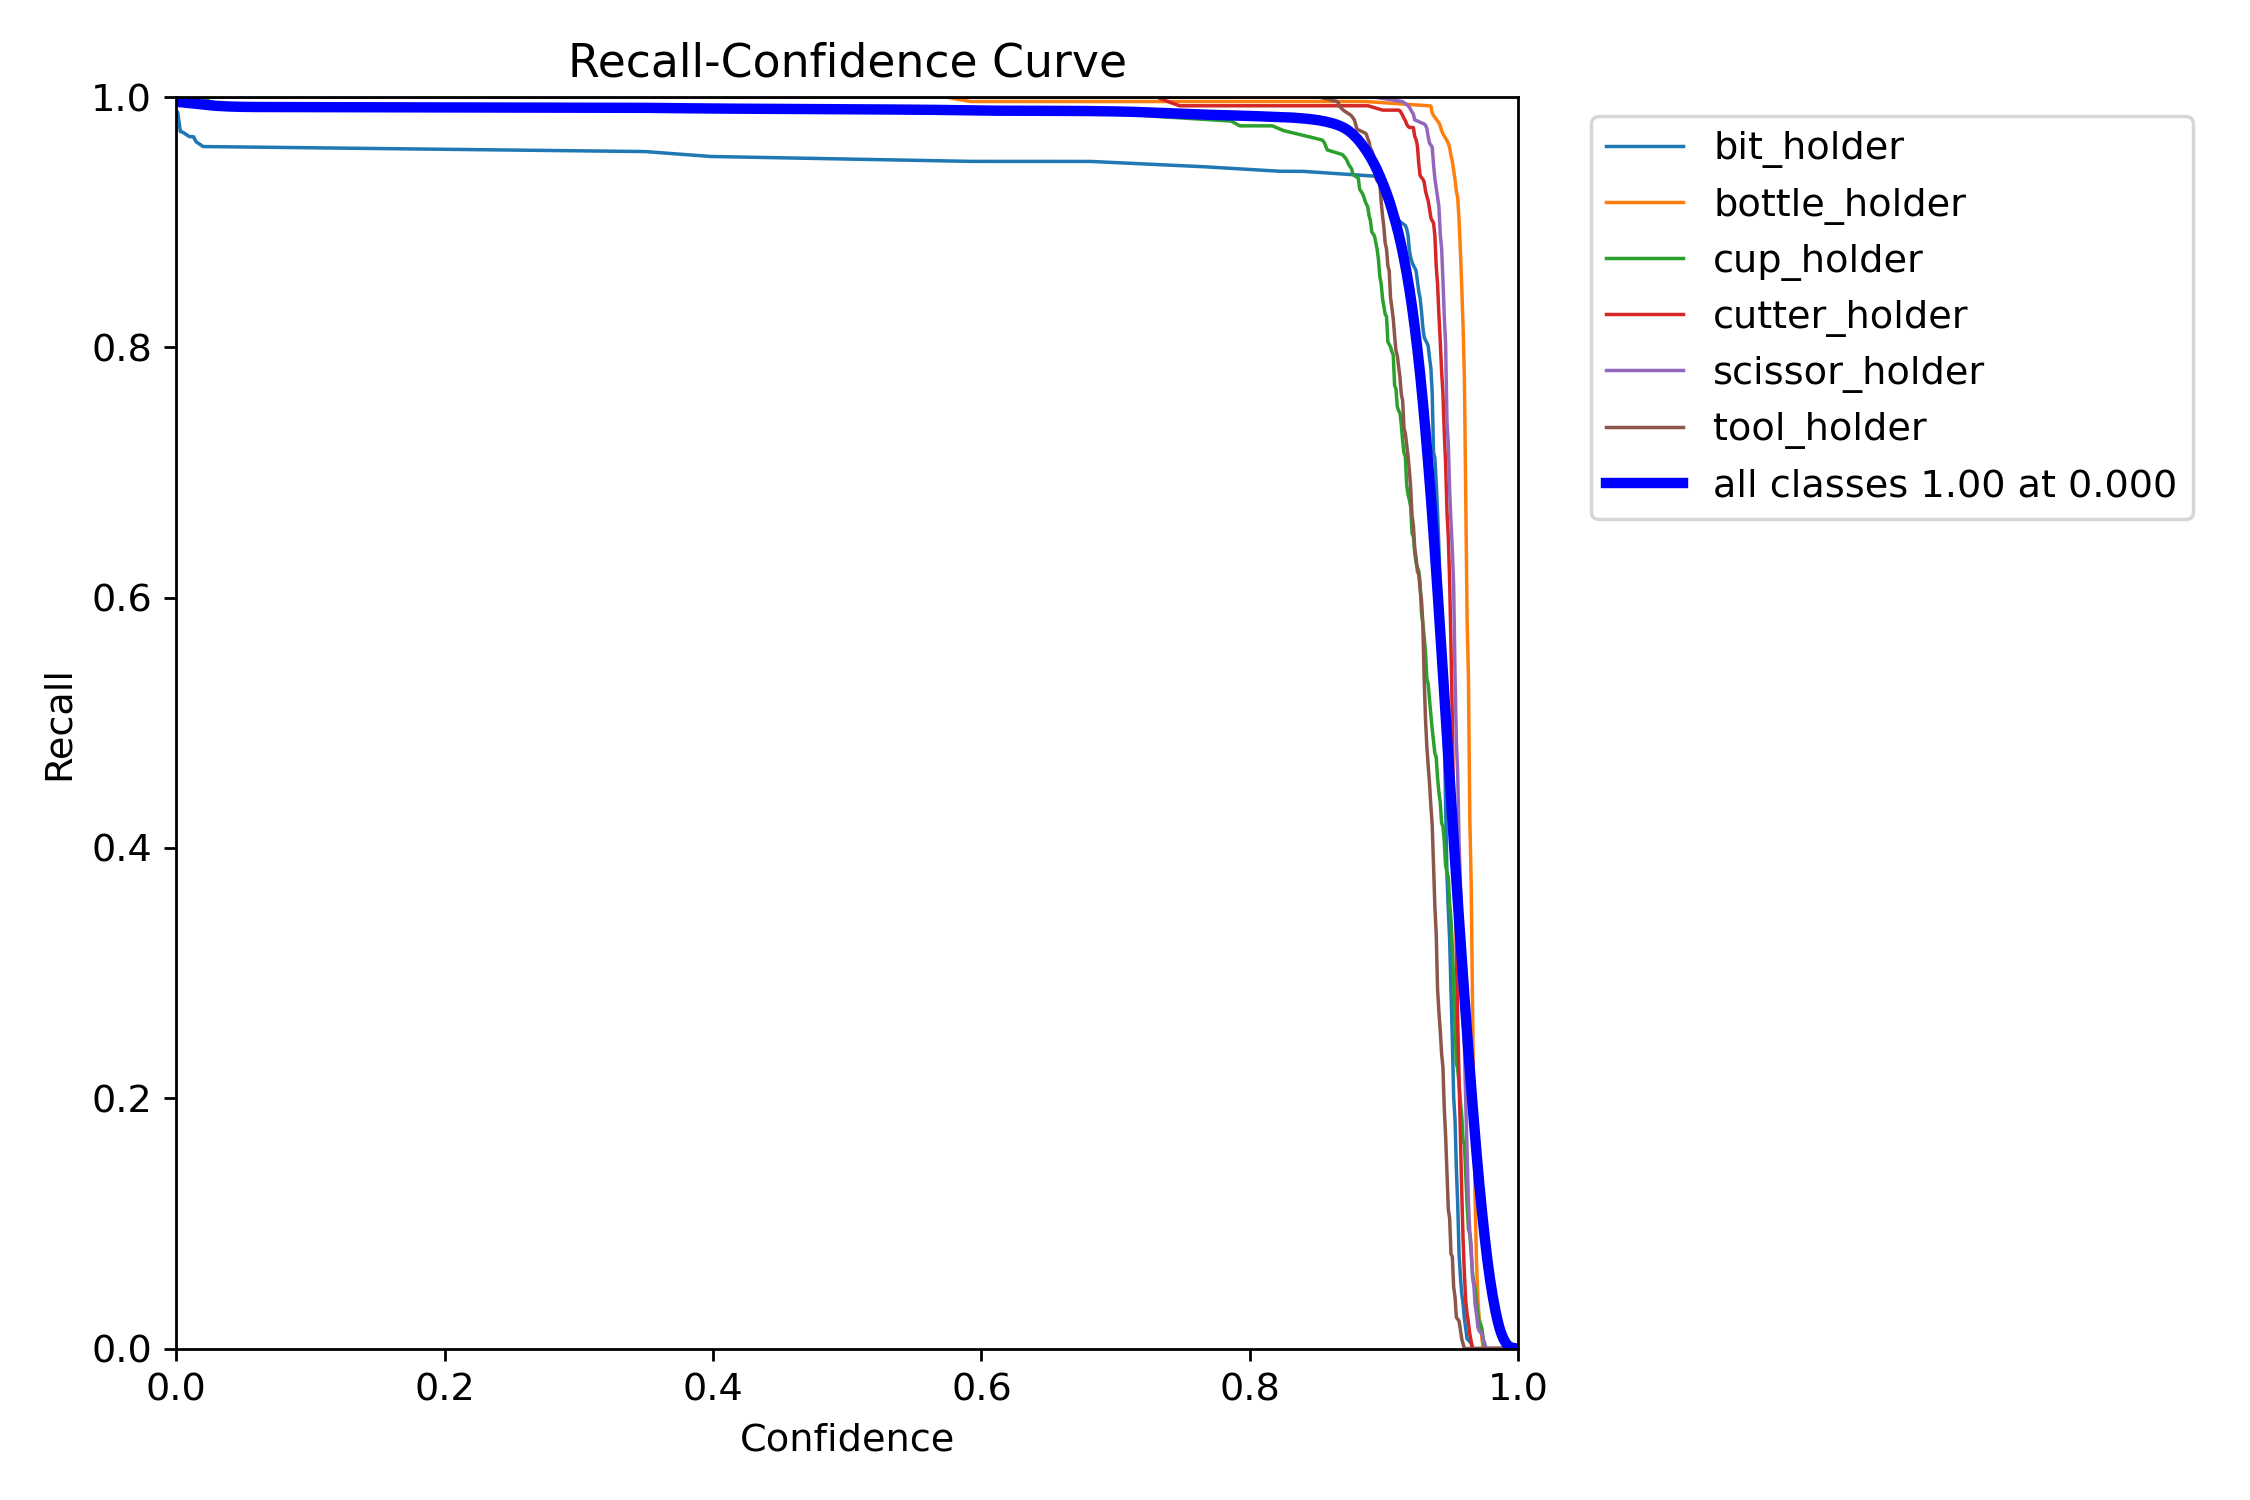 Recall-Confidence Curve
1.0
0.8
0.6
0.4
0.2
0.0
Recall
0.0 0.2 0.4 0.6 0.8 1.0
Confidence
bit_holder
bottle_holder
cup_holder
cutter_holder
scissor_holder
tool_holder
all classes 1.00 at 0.000